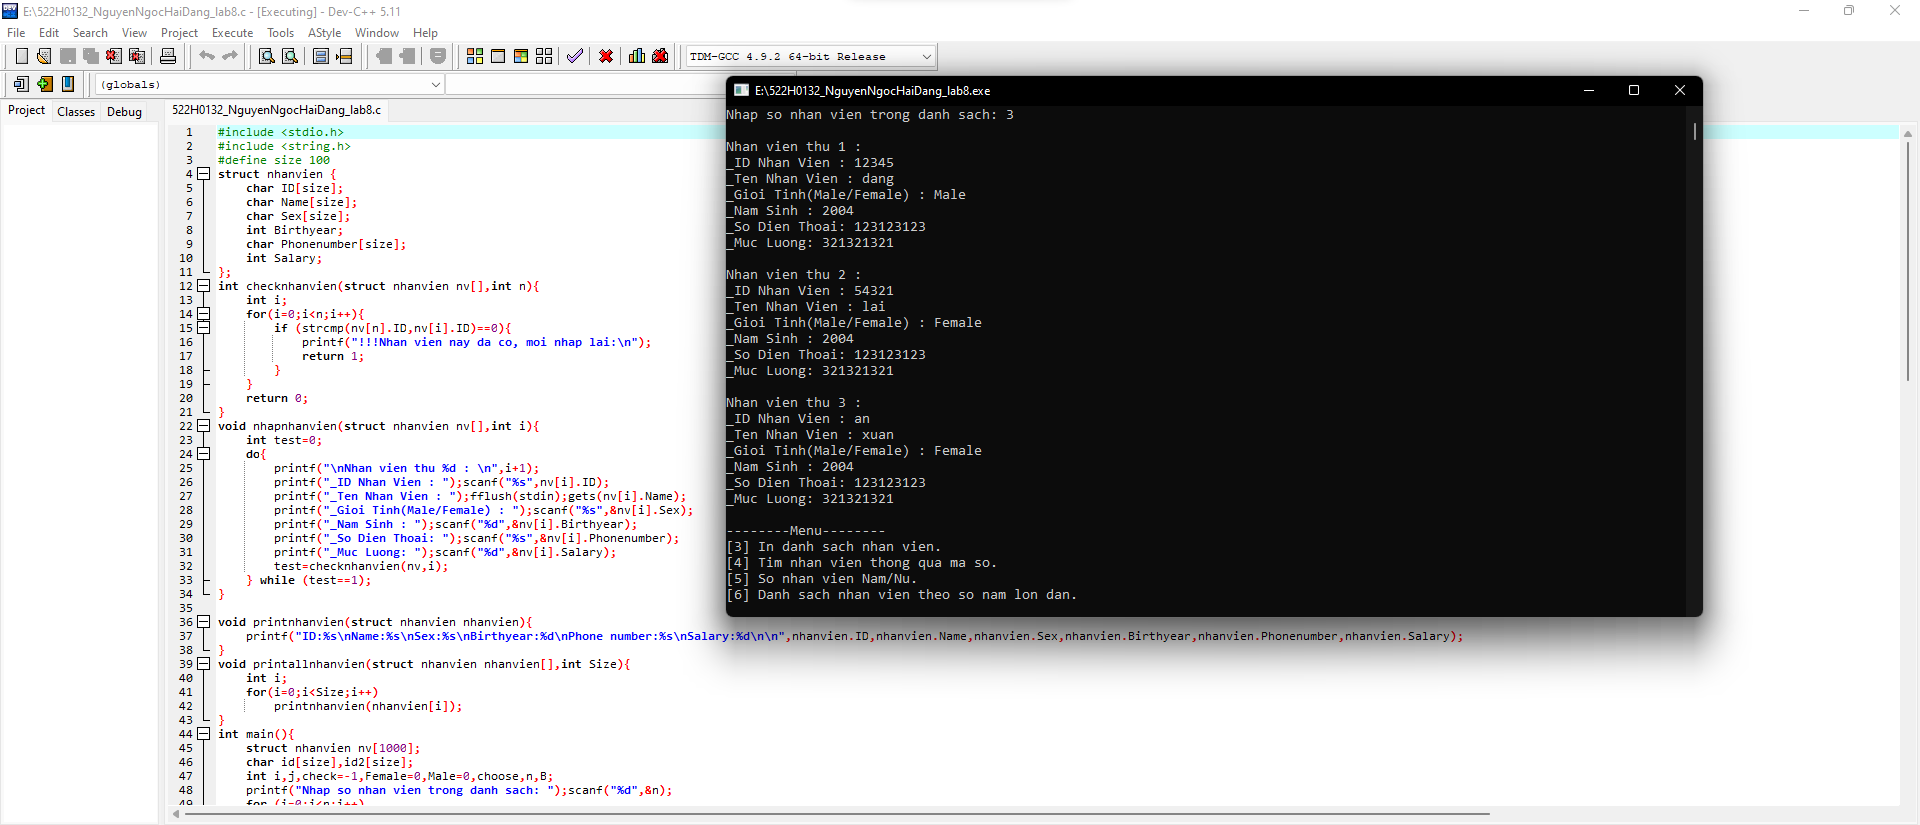 E:\522H0132_NguyenNgocHaiDang_lab8.c - [Executing] - Dev-C++ 5.11
File Edit Search View Project Execute Tools AStyle Window Help
TDM-GCC 4.9.2 64-bit Release
(globals)
Project Classes Debug
522H0132_NguyenNgocHaiDang_lab8.c
1 #include <stdio.h>
2 #include <string.h>
3 #define size 100
4 struct nhanvien {
5 char ID[size];
6 char Name[size];
7 char Sex[size];
8 int Birthyear;
9 char Phonenumber[size];
10 int Salary;
11 };
12 int checknhanvien(struct nhanvien nv[],int n){
13 int i;
14 for(i=0;i<n;i++){
15 if (strcmp(nv[n].ID,nv[i].ID)==0){
16 printf("!!!Nhan vien nay da co, moi nhap lai:\n");
17 return 1;
18 }
19 }
20 return 0;
21 }
22 void nhapnhanvien(struct nhanvien nv[],int i){
23 int test=0;
24 do{
25 printf("\nNhan vien thu %d : \n",i+1);
26 printf("_ID Nhan Vien : ");scanf("%s",nv[i].ID);
27 printf("_Ten Nhan Vien : ");fflush(stdin);gets(nv[i].Name);
28 printf("_Gioi Tinh(Male/Female) : ");scanf("%s",&nv[i].Sex);
29 printf("_Nam Sinh : ");scanf("%d",&nv[i].Birthyear);
30 printf("_So Dien Thoai: ");scanf("%s",&nv[i].Phonenumber);
31 printf("_Muc Luong: ");scanf("%d",&nv[i].Salary);
32 test=checknhanvien(nv,i);
33 } while (test==1);
34 }
35
36 void printnhanvien(struct nhanvien nhanvien){
37 printf("ID:%s\nName:%s\nSex:%s\nBirthyear:%d\nPhone number:%s\nSalary:%d\n\n",nhanvien.ID,nhanvien.Name,nhanvien.Sex,nhanvien.Birthyear,nhanvien.Phonenumber,nhanvien.Salary);
38 }
39 void printallnhanvien(struct nhanvien nhanvien[],int Size){
40 int i;
41 for(i=0;i<Size;i++)
42 printnhanvien(nhanvien[i]);
43 }
44 int main(){
45 struct nhanvien nv[1000];
46 char id[size],id2[size];
47 int i,j,check=-1,Female=0,Male=0,choose,n,B;
48 printf("Nhap so nhan vien trong danh sach: ");scanf("%d",&n);
49 for (i=0;i<n;i++)
E:\522H0132_NguyenNgocHaiDang_lab8.exe
Nhap so nhan vien trong danh sach: 3
Nhan vien thu 1 :
_ID Nhan Vien : 12345
_Ten Nhan Vien : dang
_Gioi Tinh(Male/Female) : Male
_Nam Sinh : 2004
_So Dien Thoai: 123123123
_Muc Luong: 321321321
Nhan vien thu 2 :
_ID Nhan Vien : 54321
_Ten Nhan Vien : lai
_Gioi Tinh(Male/Female) : Female
_Nam Sinh : 2004
_So Dien Thoai: 123123123
_Muc Luong: 321321321
Nhan vien thu 3 :
_ID Nhan Vien : an
_Ten Nhan Vien : xuan
_Gioi Tinh(Male/Female) : Female
_Nam Sinh : 2004
_So Dien Thoai: 123123123
_Muc Luong: 321321321
--------Menu--------
[3] In danh sach nhan vien.
[4] Tim nhan vien thong qua ma so.
[5] So nhan vien Nam/Nu.
[6] Danh sach nhan vien theo so nam lon dan.